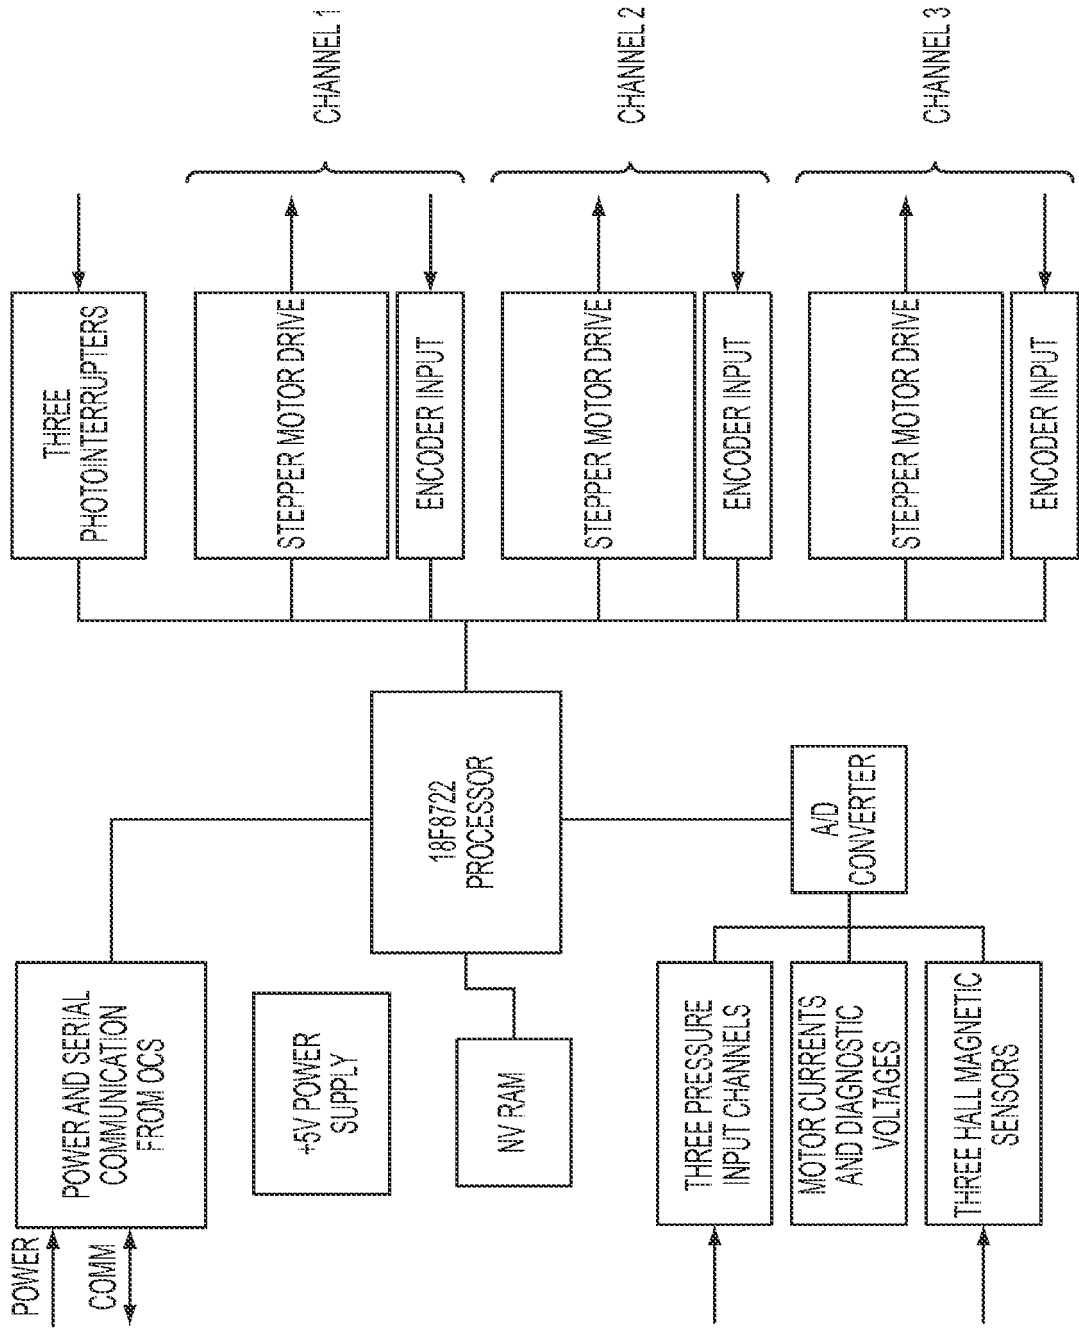 POWER
COMM
POWER AND SERIAL
COMMUNICATION
FROM OCS
+5V POWER
SUPPLY
NV RAM
THREE PRESSURE
INPUT CHANNELS
MOTOR CURRENTS
AND DIAGNOSTIC
VOLTAGES
THREE HALL MAGNETIC
SENSORS
18F8722
PROCESSOR
A/D
CONVERTER
THREE
PHOTOINTERRUPTERS
STEPPER MOTOR DRIVE
ENCODER INPUT
CHANNEL 1
STEPPER MOTOR DRIVE
ENCODER INPUT
CHANNEL 2
STEPPER MOTOR DRIVE
ENCODER INPUT
CHANNEL 3